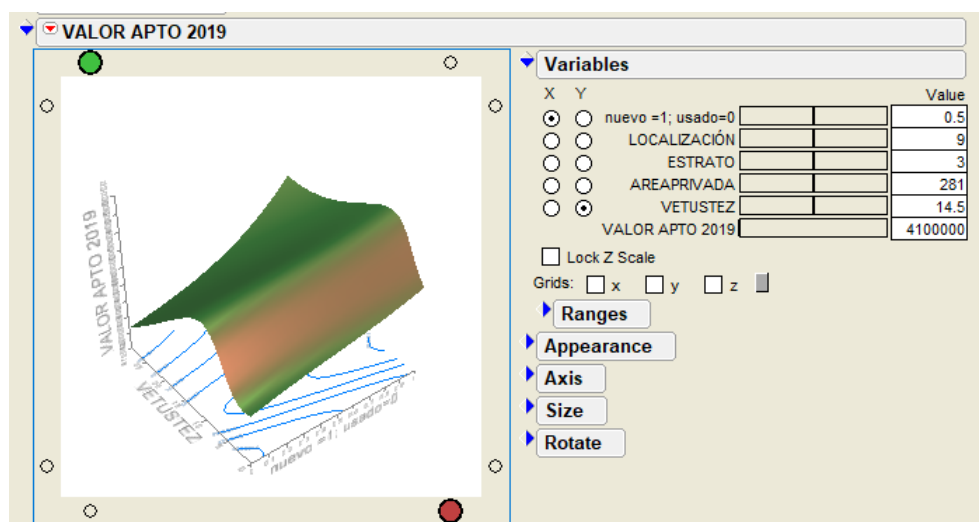 VALOR APTO 2019
Variables
X Y Value
nuevo =1; usado=0 0.5
LOCALIZACIÓN 9
ESTRATO 3
AREAPRIVADA 281
VETUSTEZ 14.5
VALOR APTO 2019 4100000
Lock Z Scale
Grids: x y z
Ranges
Appearance
Axis
Size
Rotate
VALOR APTO 2019
VETUSTEZ
nuevo =1; usado=0